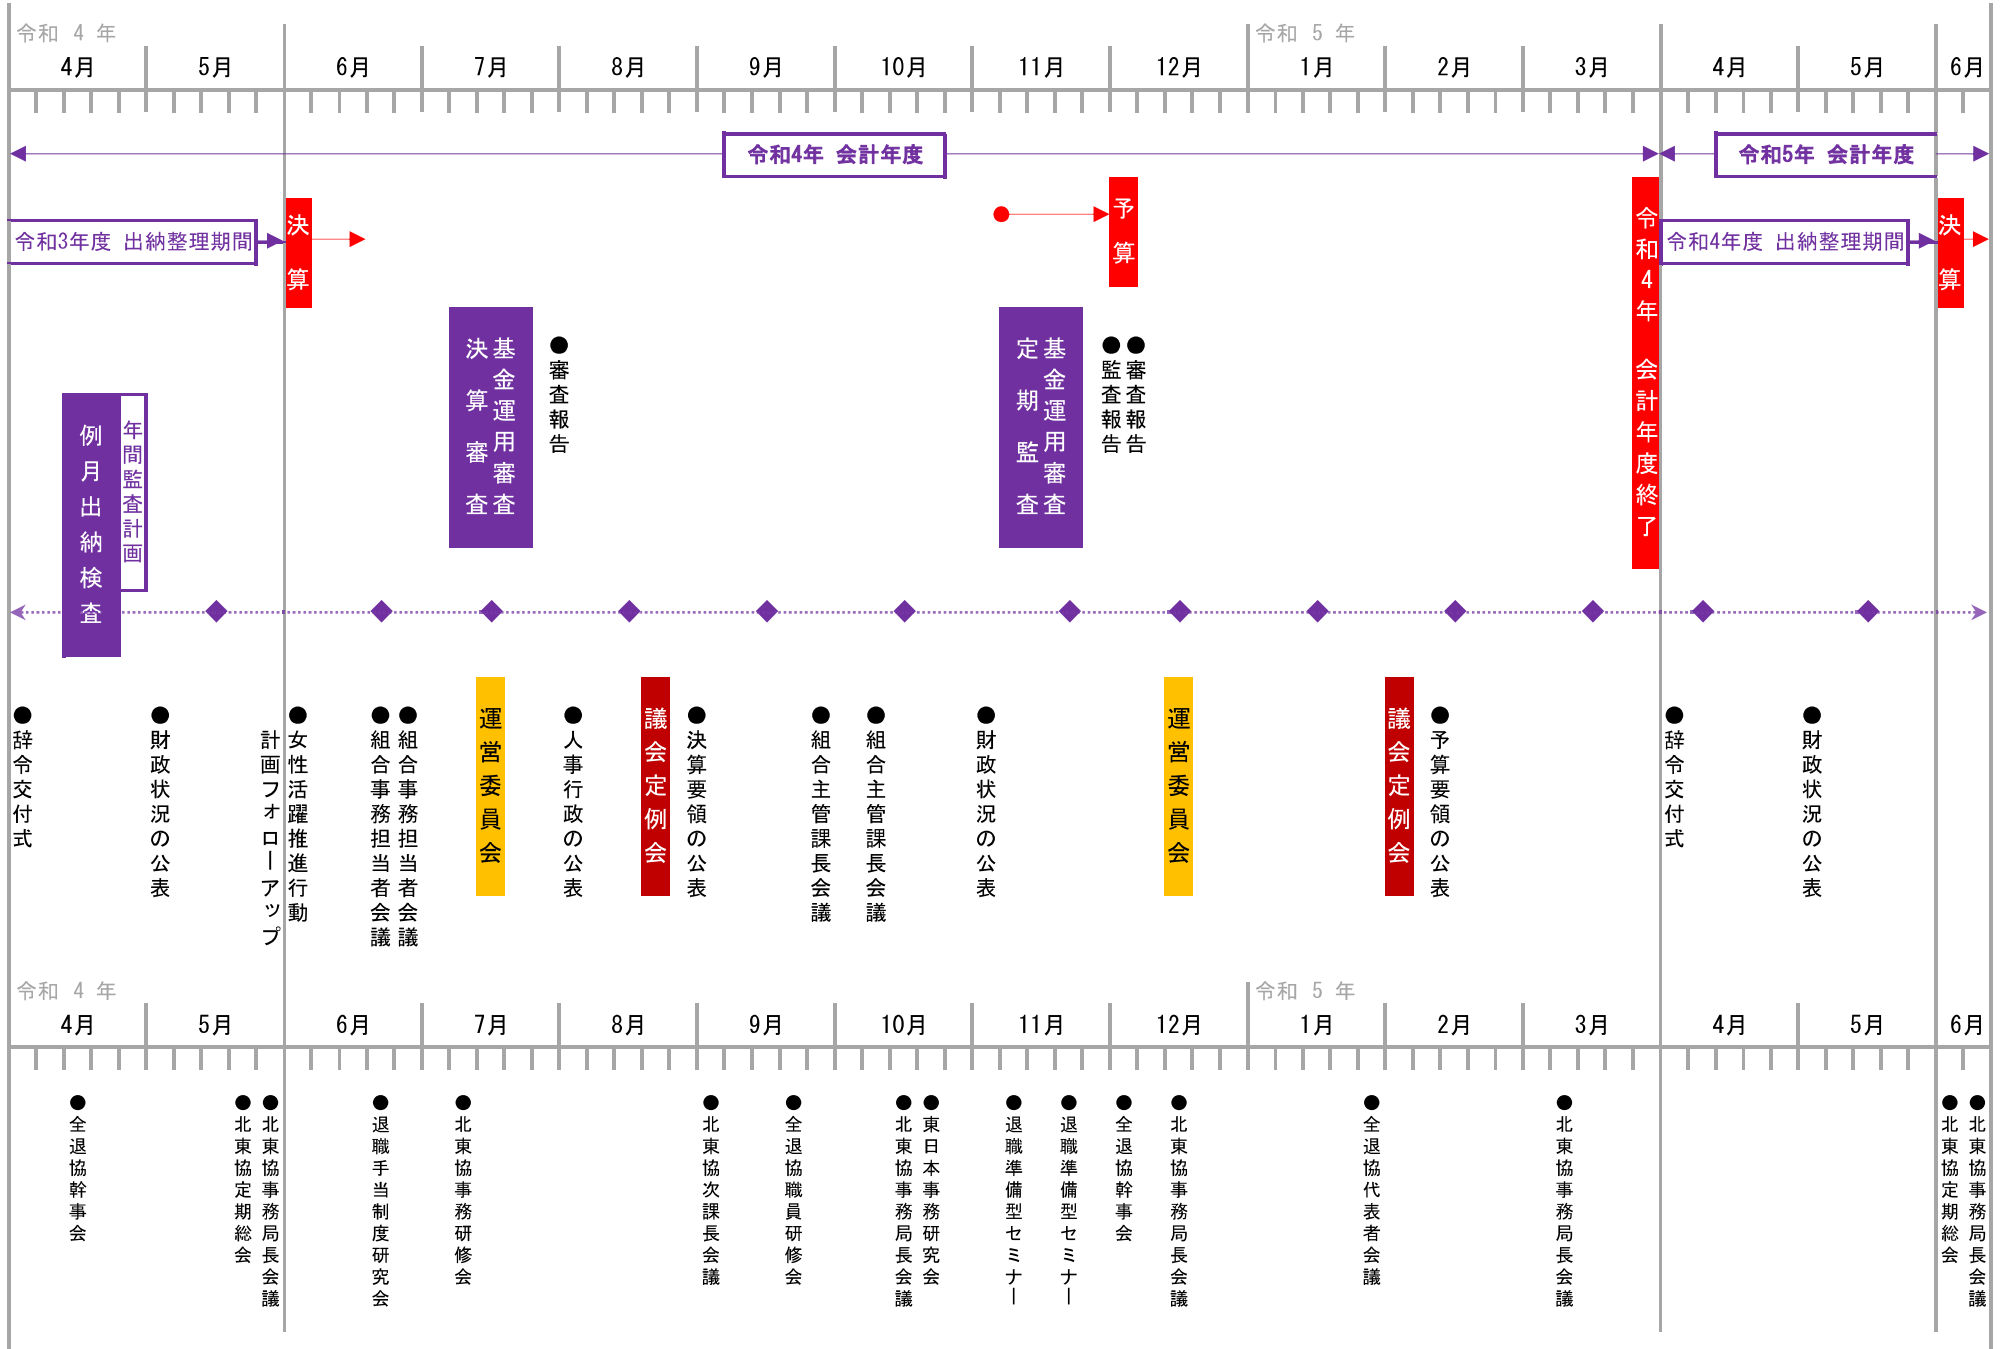 令和 4 年
令和 5 年
4月 5月 6月 7月 8月 9月 10月 11月 12月 1月 2月 3月 4月 5月 6月
令和4年 会計年度
令和5年 会計年度
令和3年度 出納整理期間
決算
予算
令和4年 会計年度終了
令和4年度 出納整理期間
決算
例月出納検査
年間監査計画
基金運用審査
決算審査
審査報告
基金運用審査
定期監査
監査報告
審査報告
辞令交付式
財政状況の公表
女性活躍推進行動
計画フォローアップ
組合事務担当者会議
組合事務担当者会議
運営委員会
人事行政の公表
議会定例会
決算要領の公表
組合主管課長会議
組合主管課長会議
財政状況の公表
運営委員会
議会定例会
予算要領の公表
辞令交付式
財政状況の公表
令和 4 年
令和 5 年
4月 5月 6月 7月 8月 9月 10月 11月 12月 1月 2月 3月 4月 5月 6月
全退協幹事会
北東協定期総会
北東協事務局長会議
退職手当制度研究会
北東協事務研修会
北東協次課長会議
全退協職員研修会
北東協事務局長会議
東日本事務研究会
退職準備型セミナー
退職準備型セミナー
全退協幹事会
北東協事務局長会議
全退協代表者会議
北東協事務局長会議
北東協定期総会
北東協事務局長会議